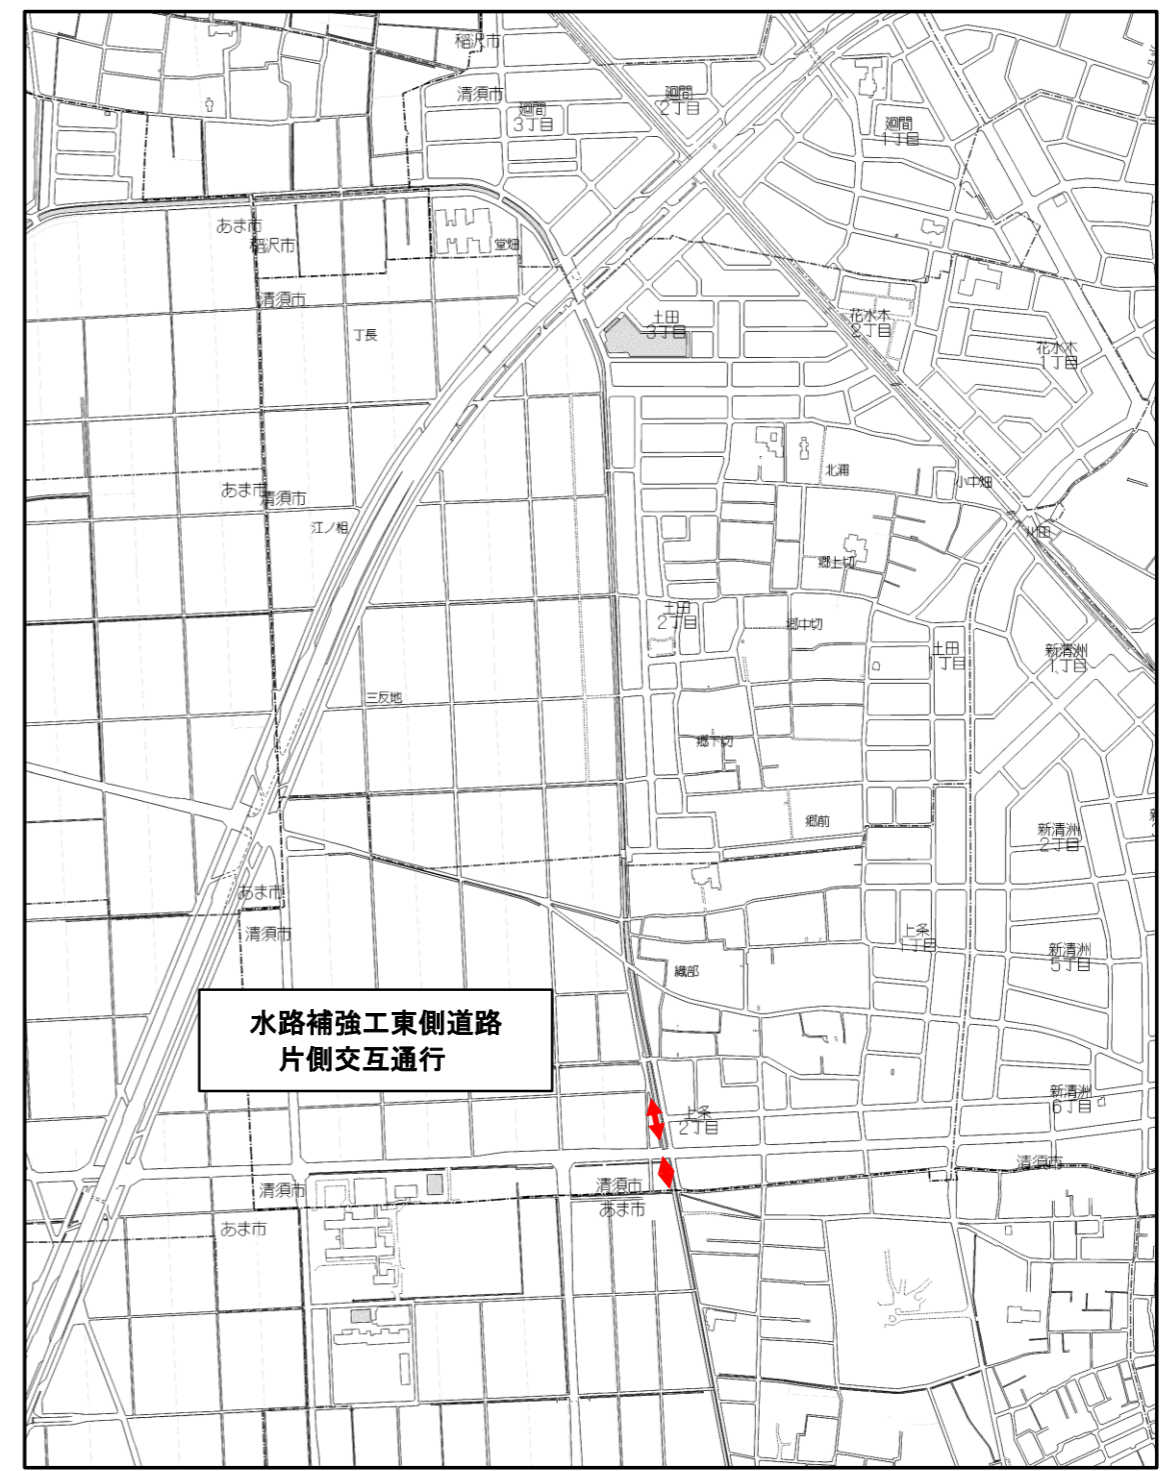 稲沢市
清須市
廻間
3丁目
廻間
2丁目
廻間
1丁目
あま市
稲沢市
堂畑
清須市
丁長
土田
3丁目
花水木
2丁目
花水木
1丁目
北浦
小中畑
あま市
清須市
江ノ相
川田
郷上切
土田
2丁目
郷中切
土田
1丁目
新清洲
1丁目
三反地
郷下切
郷前
新清洲
2丁目
あま市
清須市
上条
1丁目
新清洲
5丁目
織部
水路補強工東側道路
片側交互通行
上条
2丁目
新清洲
6丁目
清須市
清須市
あま市
清須市
あま市